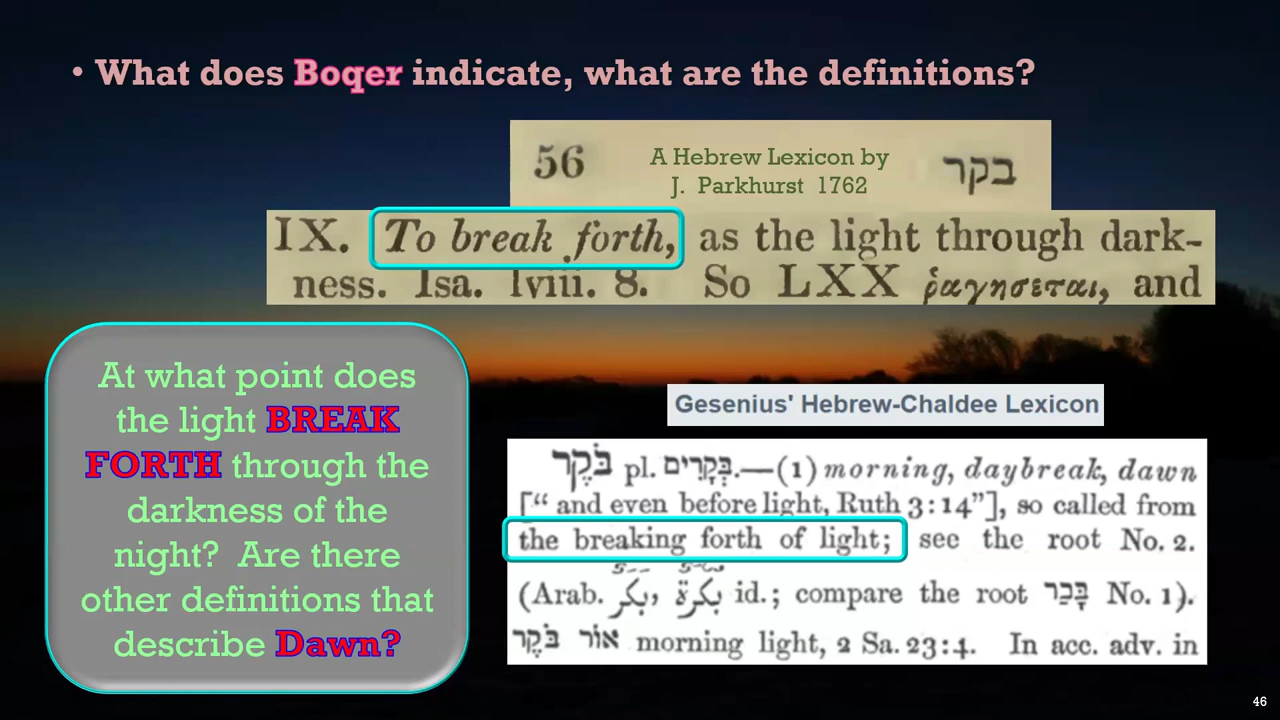 • What does Boqer indicate, what are the definitions?
56 A Hebrew Lexicon by בקר
J. Parkhurst 1762
IX. To break forth, as the light through dark-
ness. Isa. lviii. 8. So LXX ῥαγησεται, and
At what point does
the light BREAK
FORTH through the
darkness of the
night? Are there
other definitions that
describe Dawn?
Gesenius' Hebrew-Chaldee Lexicon
בֹּקֶר pl. בְּקָרִים.—(1) morning, daybreak, dawn
[“ and even before light, Ruth 3:14”], so called from
the breaking forth of light; see the root No. 2.
(Arab. id.; compare the root בָּכַר No. 1).
אוֹר בֹּקֶר morning light, 2 Sa. 23:4. In acc. adv. in
46